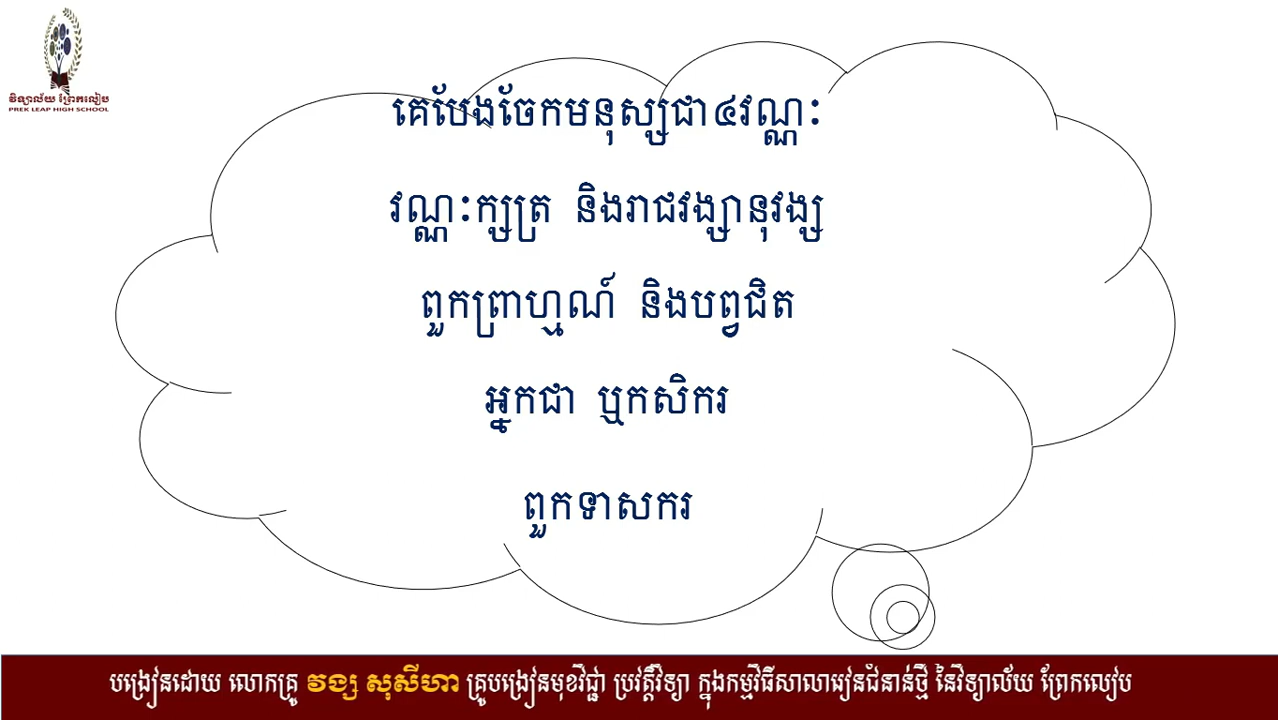 វិទ្យាល័យ ព្រែកលៀប
PREK LEAP HIGH SCHOOL
គេបែងចែកមនុស្សជា៤វណ្ណៈ
វណ្ណៈក្សត្រ និងរាជវង្សានុវង្ស
ពួកព្រាហ្មណ៍ និងបព្វជិត
អ្នកជា ឬកសិករ
ពួកទាសករ
បង្រៀនដោយ លោកគ្រូ វង្ស សុសីហា គ្រូបង្រៀនមុខវិជ្ជា ប្រវត្តិវិទ្យា ក្នុងកម្មវិធីសាលារៀនជំនាន់ថ្មី នៃវិទ្យាល័យ ព្រែកលៀប